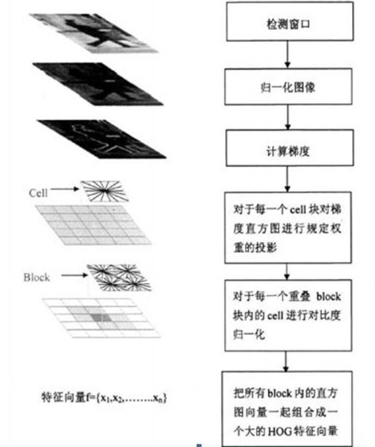 检测窗口
归一化图像
计算梯度
Cell
对于每一个cell块对梯
度直方图进行规定权
重的投影
Block
对于每一个重叠 block
块内的cell进行对比度
归一化
特征向量f={x₁,x₂,........xₙ}
把所有block内的直方
图向量一起组合成一
个大的HOG特征向量